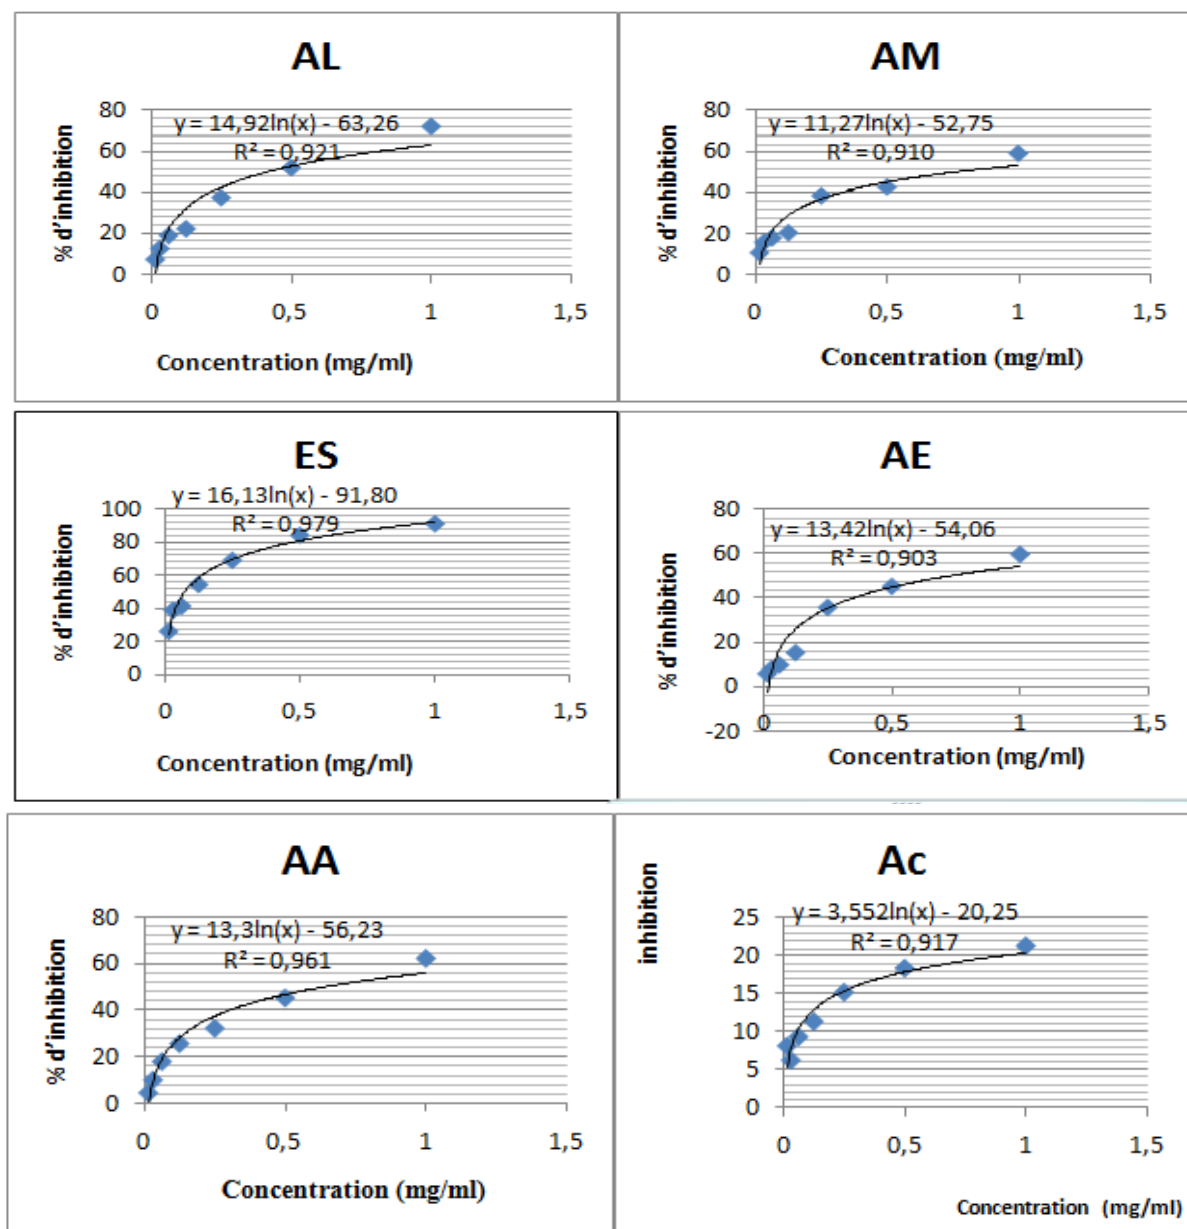 AL
y = 14,92ln(x) - 63,26
R² = 0,921
% d'inhibition
80
60
40
20
0
0 0,5 1 1,5
Concentration (mg/ml)
AM
y = 11,27ln(x) - 52,75
R² = 0,910
% d'inhibition
80
60
40
20
0
0 0,5 1 1,5
Concentration (mg/ml)
ES
y = 16,13ln(x) - 91,80
R² = 0,979
% d'inhibition
100
80
60
40
20
0
0 0,5 1 1,5
Concentration (mg/ml)
AE
y = 13,42ln(x) - 54,06
R² = 0,903
% d'inhibition
80
60
40
20
0
-20
0 0,5 1 1,5
Concentration (mg/ml)
AA
y = 13,3ln(x) - 56,23
R² = 0,961
% d'inhibition
80
60
40
20
0
0 0,5 1 1,5
Concentration (mg/ml)
Ac
y = 3,552ln(x) - 20,25
R² = 0,917
inhibition
25
20
15
10
5
0
0 0,5 1 1,5
Concentration (mg/ml)